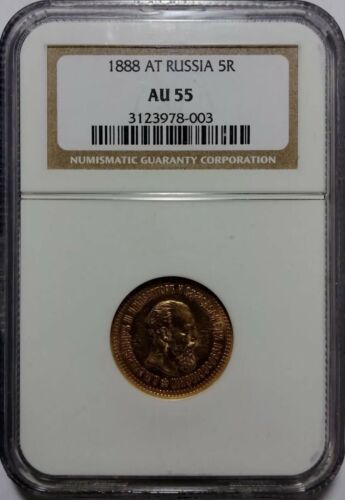 1888 AT RUSSIA 5R
AU 55
3123978-003
NUMISMATIC GUARANTY CORPORATION